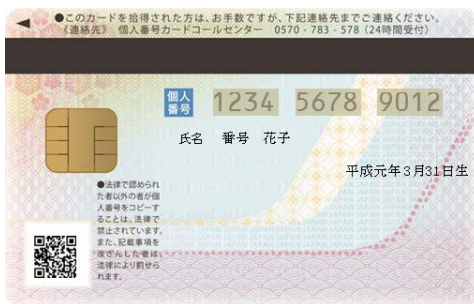 ●このカードを拾得された方は、お手数ですが、下記連絡先までご連絡ください。
《連絡先》 個人番号カードコールセンター 0570-783-578(24時間受付)
個人番号 1234 5678 9012
氏名 番号 花子
平成元年3月31日生
●法律で認められ
た者以外の者が個
人番号をコピーす
ることは、法律で
禁止されています。
また、記載事項を
改ざんした者は、
法律により罰せら
れます。